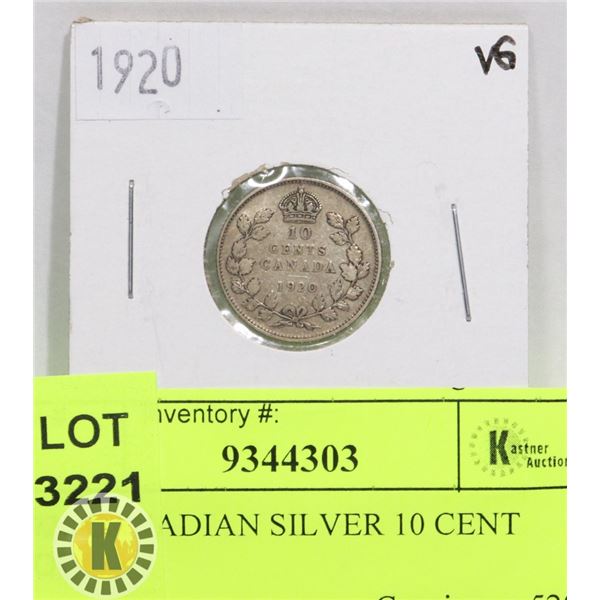 1920
VG
10
CENTS
CANADA
1920
LOT
3221
nventory #:
9344303
Kastner
Auction
K
ADIAN SILVER 10 CENT